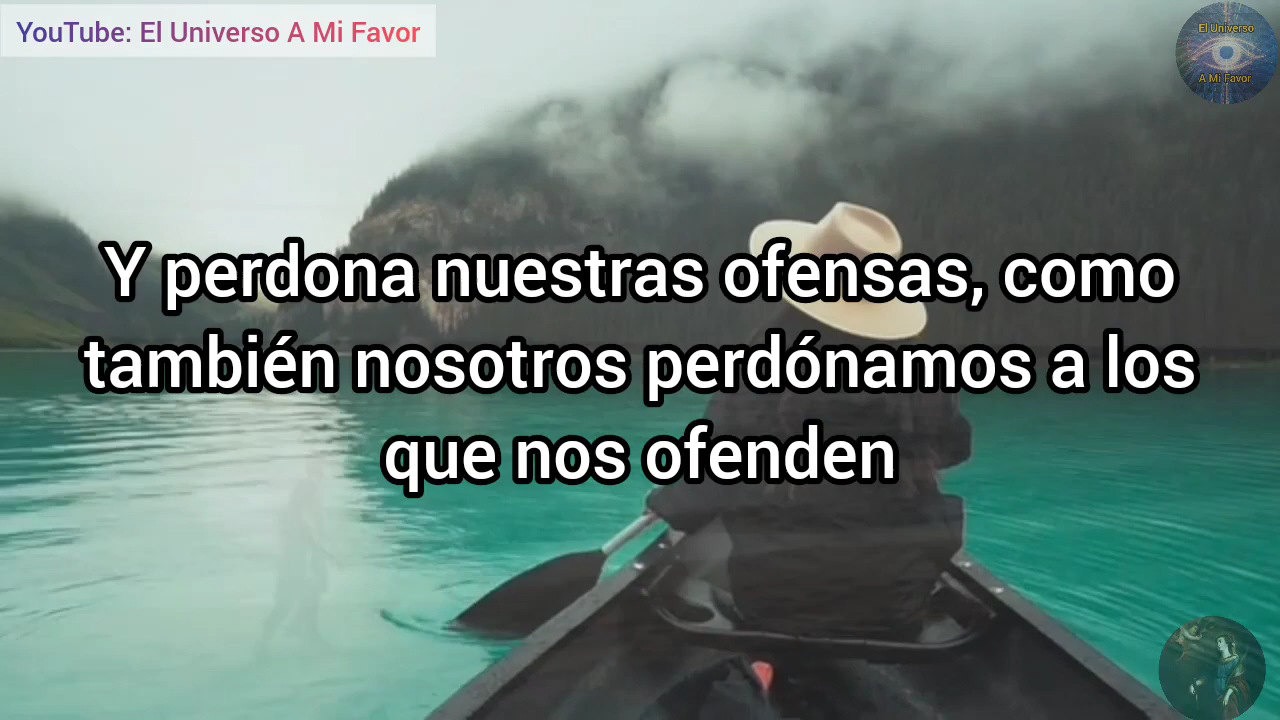 YouTube: El Universo A Mi Favor
El Universo
A Mi Favor
Y perdona nuestras ofensas, como
también nosotros perdónamos a los
que nos ofenden